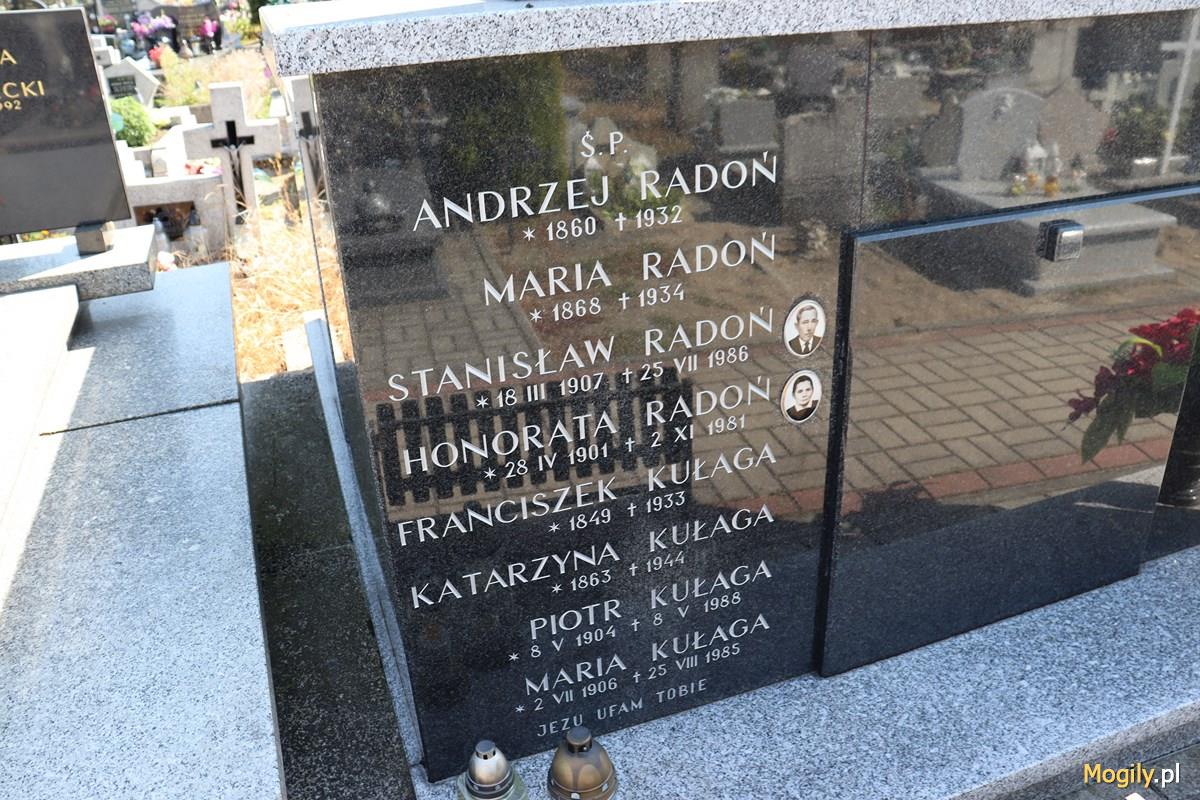 A
CKI
992
Ś.P.
ANDRZEJ RADOŃ
* 1860 † 1932
MARIA RADOŃ
* 1868 † 1934
STANISŁAW RADOŃ
* 18 III 1907 † 25 VII 1986
HONORATA RADOŃ
* 28 IV 1901 † 2 XI 1981
FRANCISZEK KUŁAGA
* 1849 † 1933
KATARZYNA KUŁAGA
* 1863 † 1944
PIOTR KUŁAGA
* 8 V 1904 † 8 V 1988
MARIA KUŁAGA
* 2 VII 1906 † 25 VIII 1985
JEZU UFAM TOBIE
Mogily.pl